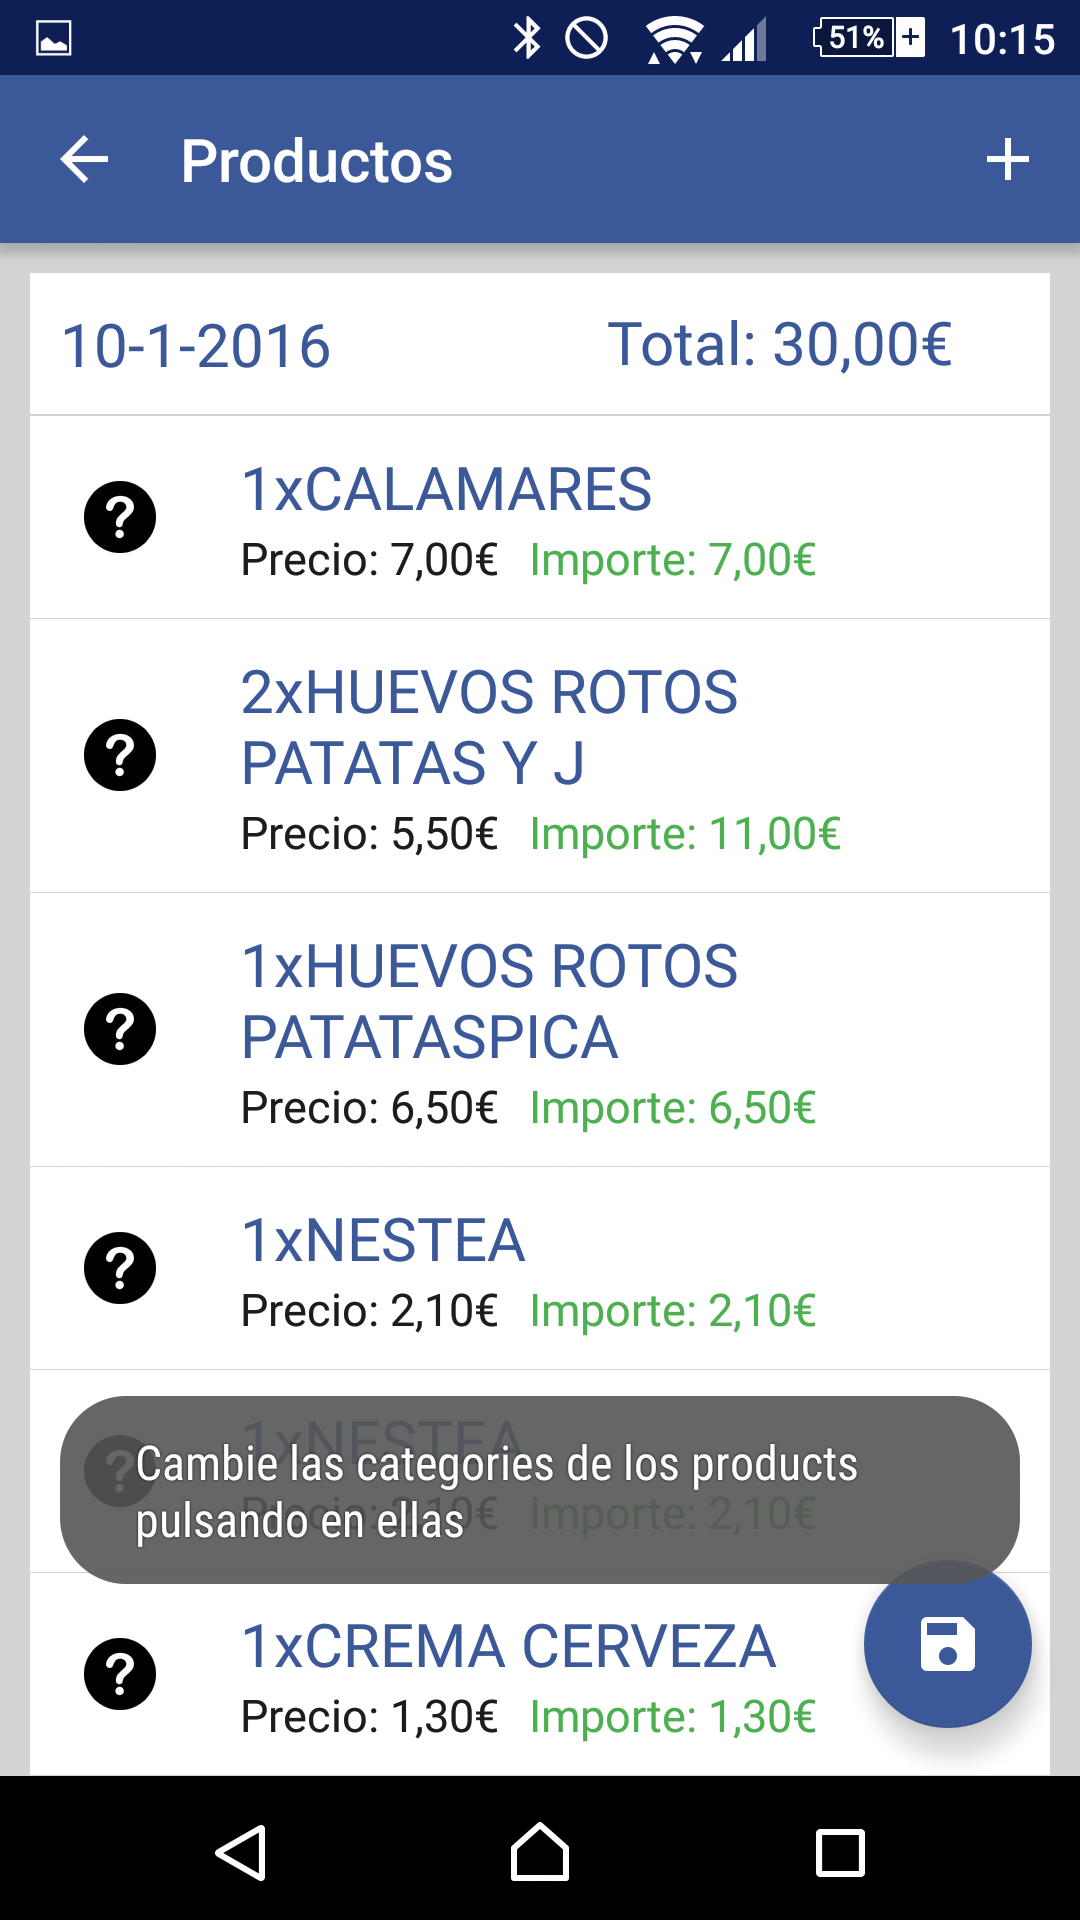 51% 10:15
Productos
10-1-2016 Total: 30,00€
1xCALAMARES
Precio: 7,00€ Importe: 7,00€
2xHUEVOS ROTOS
PATATAS Y J
Precio: 5,50€ Importe: 11,00€
1xHUEVOS ROTOS
PATATASPICA
Precio: 6,50€ Importe: 6,50€
1xNESTEA
Precio: 2,10€ Importe: 2,10€
1xNESTEA
Cambie las categories de los products
Precio: 2,10€ Importe: 2,10€
pulsando en ellas
1xCREMA CERVEZA
Precio: 1,30€ Importe: 1,30€